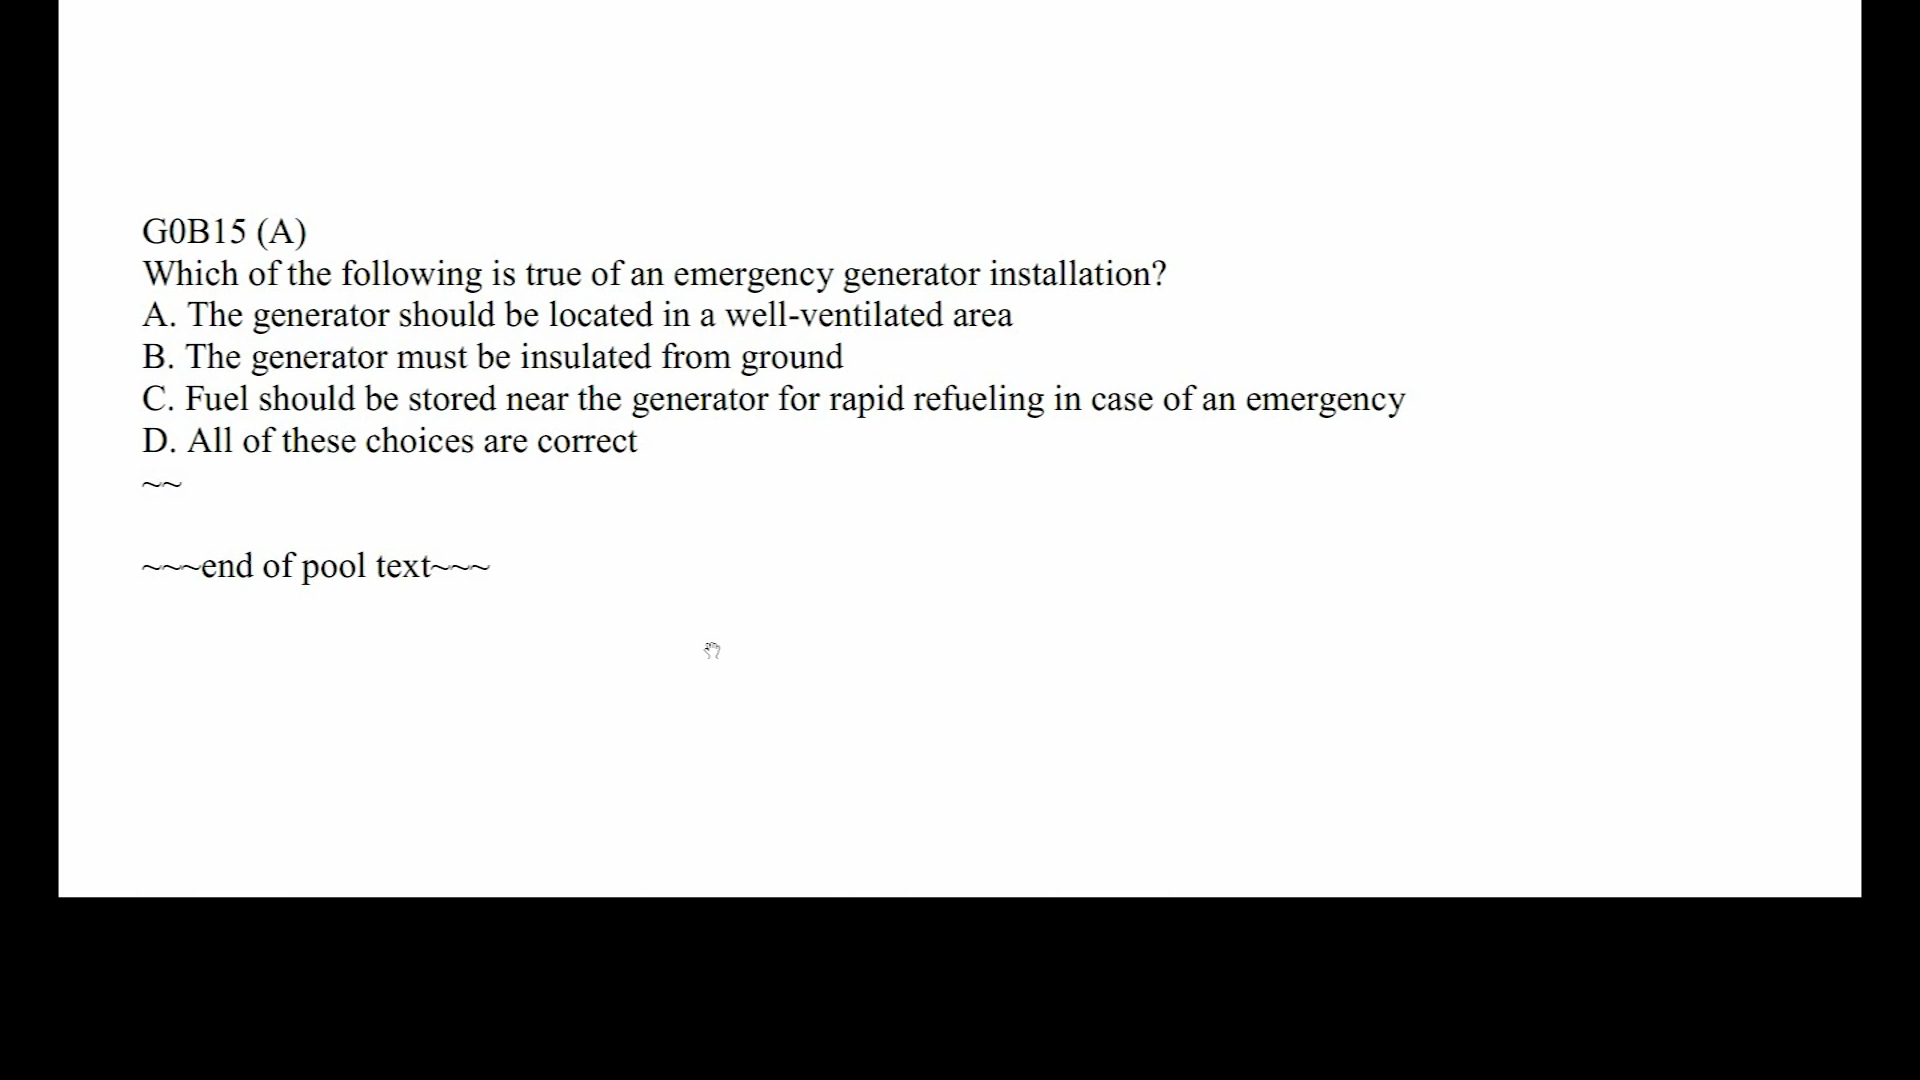 G0B15 (A)
Which of the following is true of an emergency generator installation?
A. The generator should be located in a well-ventilated area
B. The generator must be insulated from ground
C. Fuel should be stored near the generator for rapid refueling in case of an emergency
D. All of these choices are correct
~~
~~~end of pool text~~~